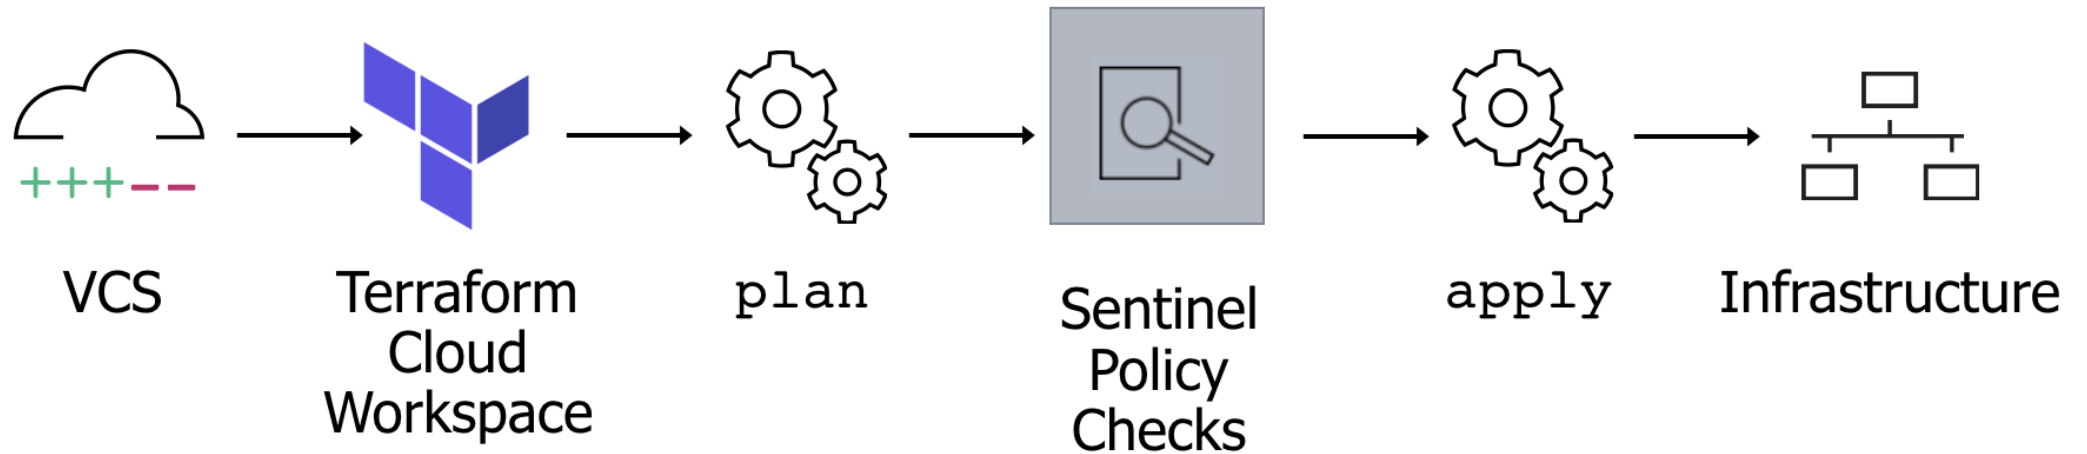 VCS
Terraform
Cloud
Workspace
plan
Sentinel
Policy
Checks
apply
Infrastructure